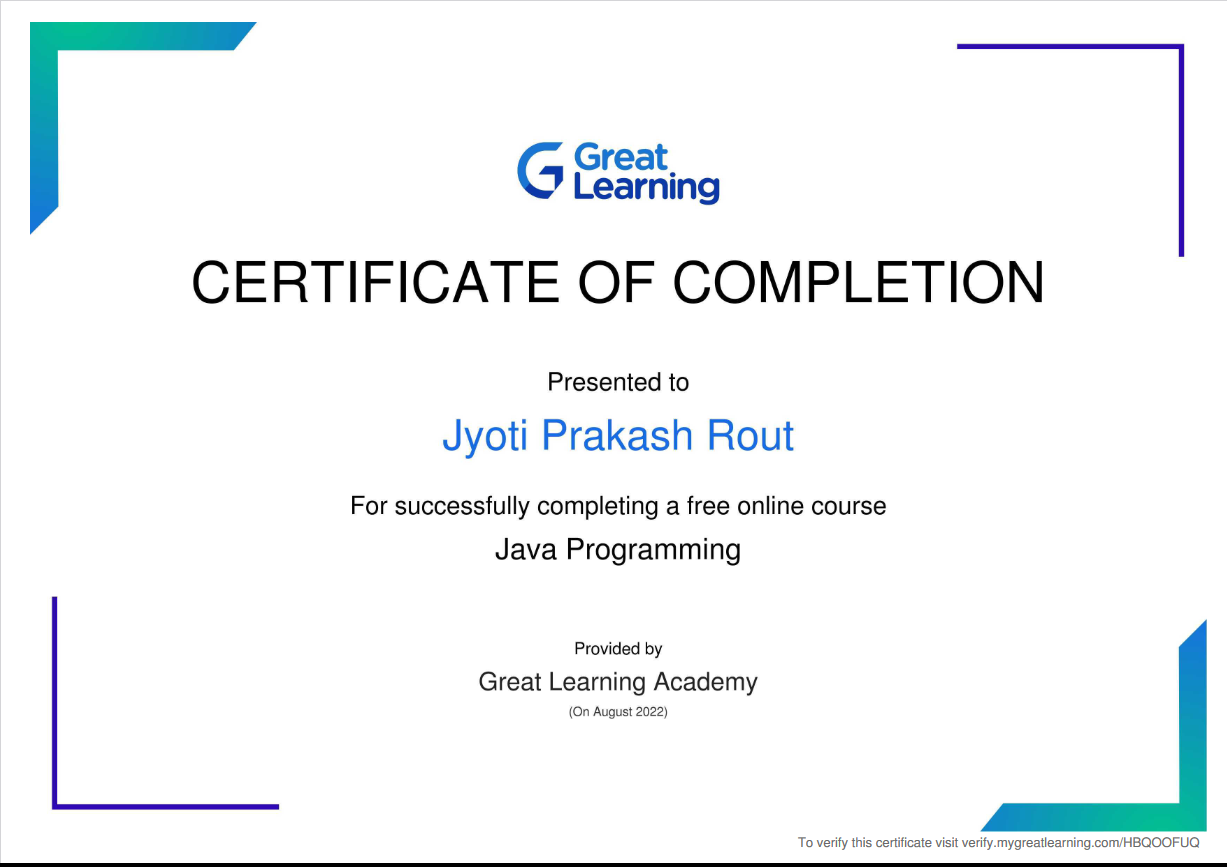 Great
Learning
CERTIFICATE OF COMPLETION
Presented to
Jyoti Prakash Rout
For successfully completing a free online course
Java Programming
Provided by
Great Learning Academy
(On August 2022)
To verify this certificate visit verify.mygreatlearning.com/HBQOOFUQ